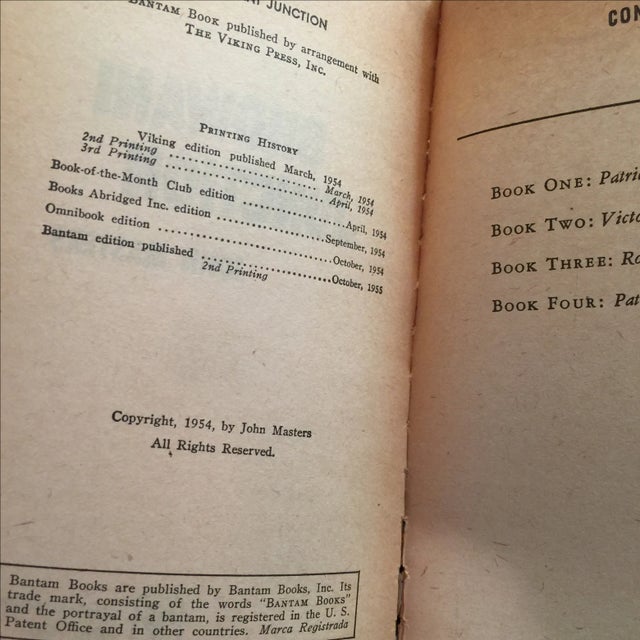 JUNCTION
BANTAM BOOK published by arrangement with
THE VIKING PRESS, INC.
PRINTING HISTORY
Viking edition published March, 1954
2nd Printing .......................... March, 1954
3rd Printing .......................... April, 1954
Book-of-the-Month Club edition ..................April, 1954
Books Abridged Inc. edition ..................September, 1954
Omnibook edition ..........................October, 1954
Bantam edition published ..................October, 1955
2nd Printing
Copyright, 1954, by John Masters
All Rights Reserved.
Bantam Books are published by Bantam Books, Inc. Its
trade mark, consisting of the words "BANTAM BOOKS"
and the portrayal of a bantam, is registered in the U. S.
Patent Office and in other countries. Marca Registrada
CON
BOOK ONE: Patric
BOOK TWO: Victo
BOOK THREE: Ro
BOOK FOUR: Pat